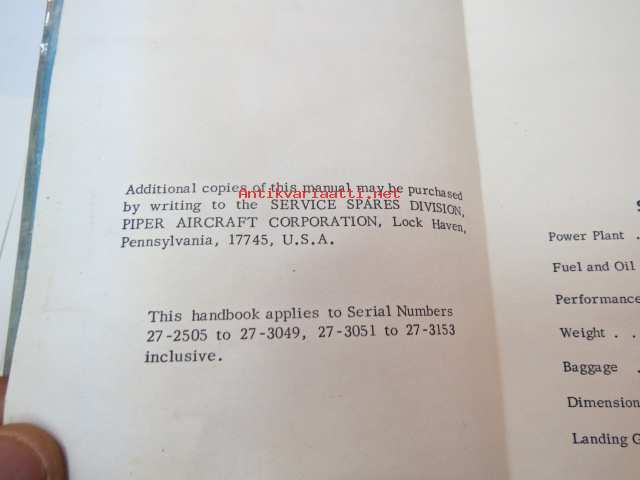 Additional copies of this manual may be purchased
by writing to the SERVICE SPARES DIVISION,
PIPER AIRCRAFT CORPORATION, Lock Haven,
Pennsylvania, 17745, U.S.A.
Antikvariaatti.net
This handbook applies to Serial Numbers
27-2505 to 27-3049, 27-3051 to 27-3153
inclusive.
S
Power Plant .
Fuel and Oil
Performance
Weight . .
Baggage .
Dimension
Landing G